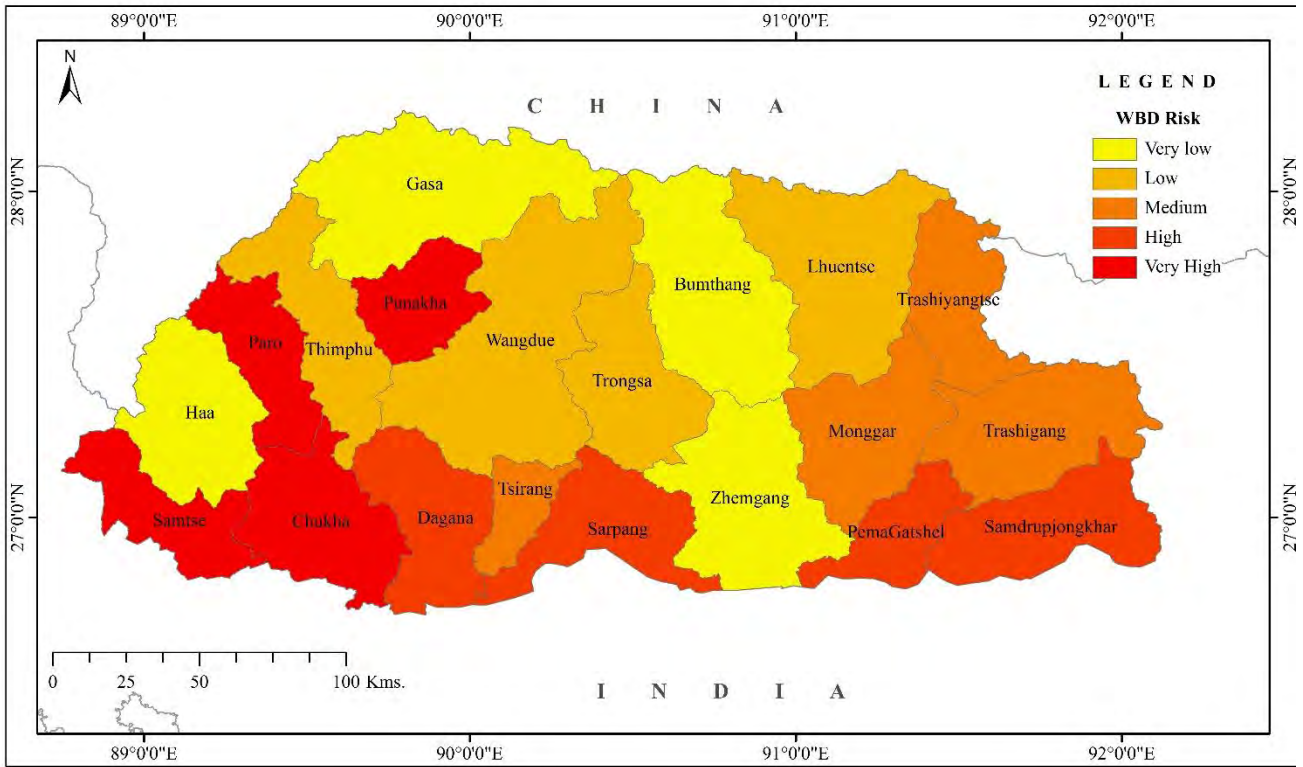 89°0'0"E 90°0'0"E 91°0'0"E 92°0'0"E
N
C H I N A
L E G E N D
WBD Risk
Very low
Low
Medium
High
Very High
28°0'0"N
28°0'0"N
27°0'0"N
27°0'0"N
Gasa
Punakha
Bumthang
Lhuentse
Trashiyangtse
Paro
Thimphu
Wangdue
Trongsa
Haa
Monggar
Trashigang
Samtse
Chukha
Dagana
Tsirang
Sarpang
Zhemgang
PemaGatshel
Samdrupjongkhar
0 25 50 100 Kms.
I N D I A
89°0'0"E 90°0'0"E 91°0'0"E 92°0'0"E